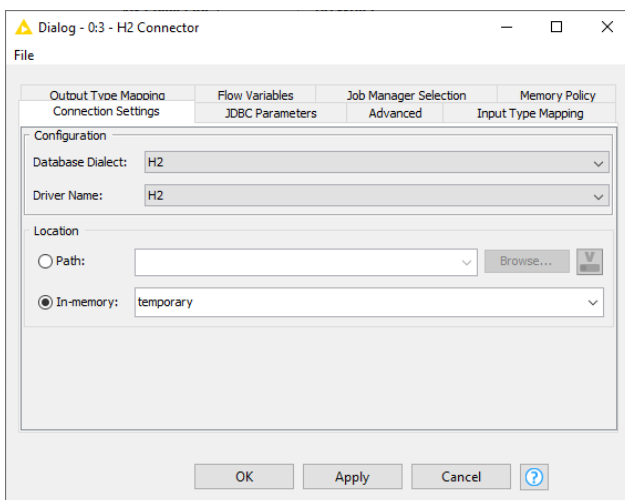 Dialog - 0:3 - H2 Connector
File
Output Type Mapping Flow Variables Job Manager Selection Memory Policy
Connection Settings JDBC Parameters Advanced Input Type Mapping
Configuration
Database Dialect: H2
Driver Name: H2
Location
Path: Browse... V
In-memory: temporary
OK Apply Cancel ?